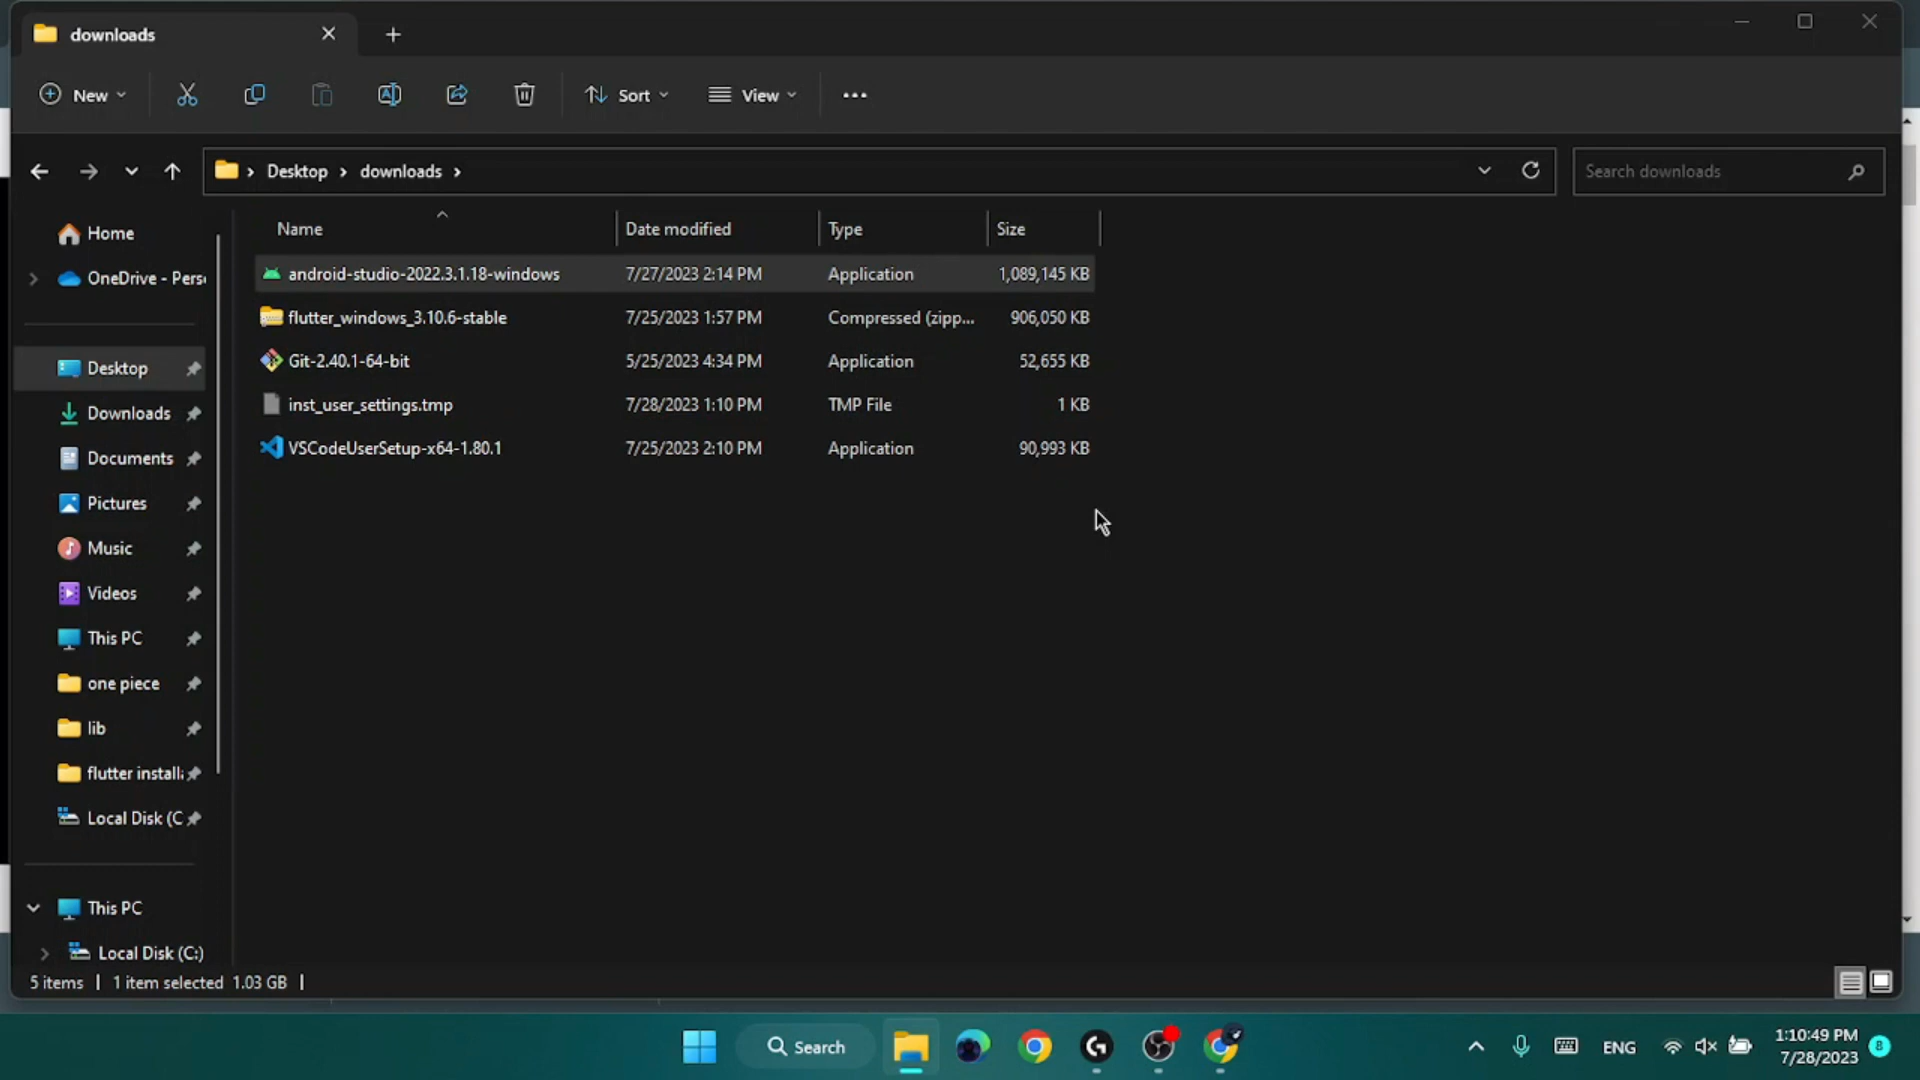 downloads
New
Sort
View
Desktop
downloads
Search downloads
Name
Date modified
Type
Size
android-studio-2022.3.1.18-windows 7/27/2023 2:14 PM Application 1,089,145 KB
flutter_windows_3.10.6-stable 7/25/2023 1:57 PM Compressed (zipp... 906,050 KB
Git-2.40.1-64-bit 5/25/2023 4:34 PM Application 52,655 KB
inst_user_settings.tmp 7/28/2023 1:10 PM TMP File 1 KB
VSCodeUserSetup-x64-1.80.1 7/25/2023 2:10 PM Application 90,993 KB
Home
OneDrive - Pers
Desktop
Downloads
Documents
Pictures
Music
Videos
This PC
one piece
lib
flutter install
Local Disk (C
This PC
Local Disk (C:)
5 items | 1 item selected 1.03 GB |
Search
ENG
1:10:49 PM
7/28/2023
8